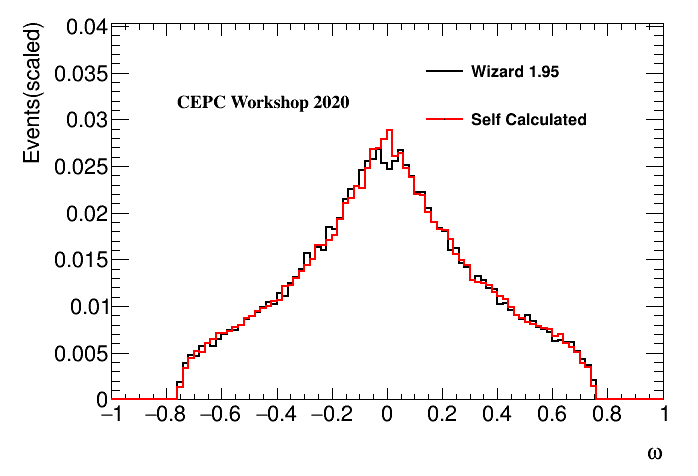 0.04
Events(scaled)
0.035
Wizard 1.95
0.03
CEPC Workshop 2020
Self Calculated
0.025
0.02
0.015
0.01
0.005
0
−1 −0.8 −0.6 −0.4 −0.2 0 0.2 0.4 0.6 0.8 1
ω